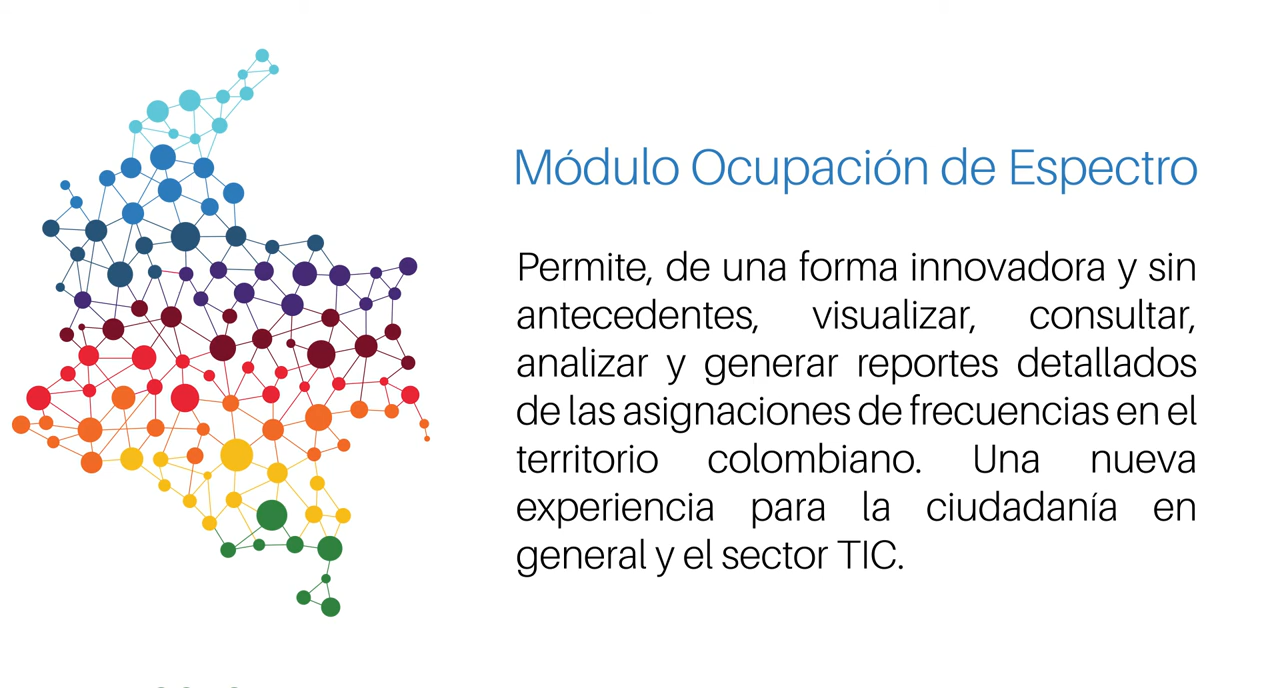 Módulo Ocupación de Espectro
Permite, de una forma innovadora y sin
antecedentes, visualizar, consultar,
analizar y generar reportes detallados
de las asignaciones de frecuencias en el
territorio colombiano. Una nueva
experiencia para la ciudadanía en
general y el sector TIC.